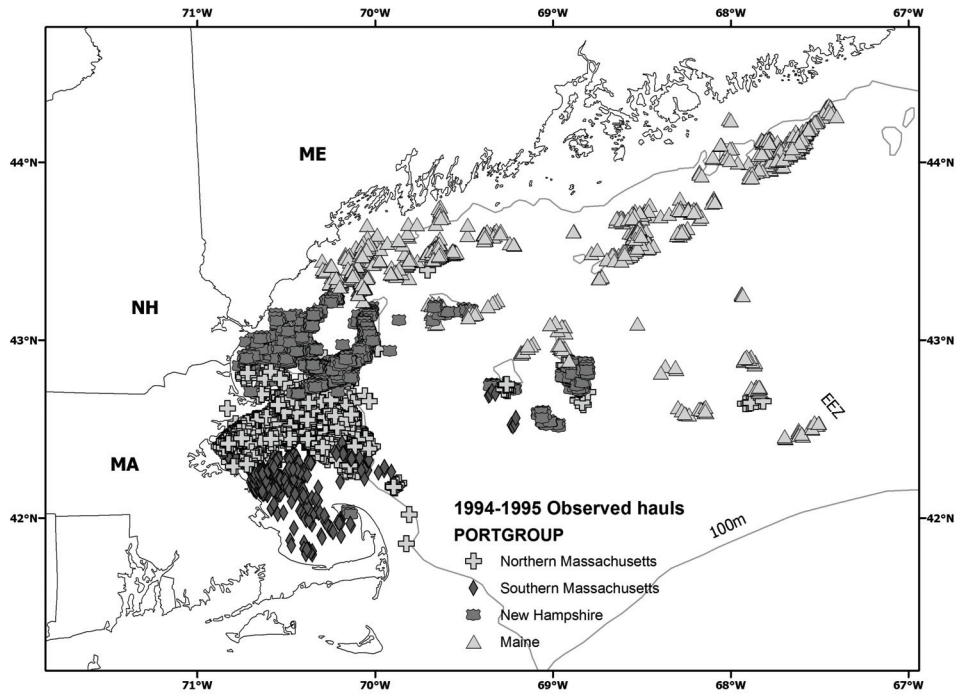 71°W 70°W 69°W 68°W 67°W
44°N 44°N
ME
NH
43°N 43°N
EEZ
MA
1994-1995 Observed hauls
42°N 42°N
100m
PORTGROUP
Northern Massachusetts
Southern Massachusetts
New Hampshire
Maine
71°W 70°W 69°W 68°W 67°W